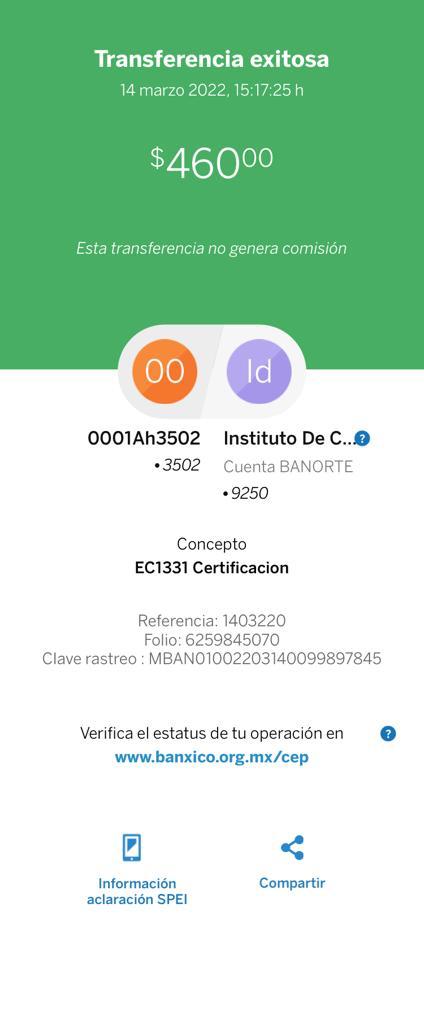 Transferencia exitosa
14 marzo 2022, 15:17:25 h
$46000
Esta transferencia no genera comisión
00 Id
0001Ah3502 Instituto De C... ?
•3502 Cuenta BANORTE
•9250
Concepto
EC1331 Certificacion
Referencia: 1403220
Folio: 6259845070
Clave rastreo : MBAN01002203140099897845
Verifica el estatus de tu operación en ?
www.banxico.org.mx/cep
Información Compartir
aclaración SPEI